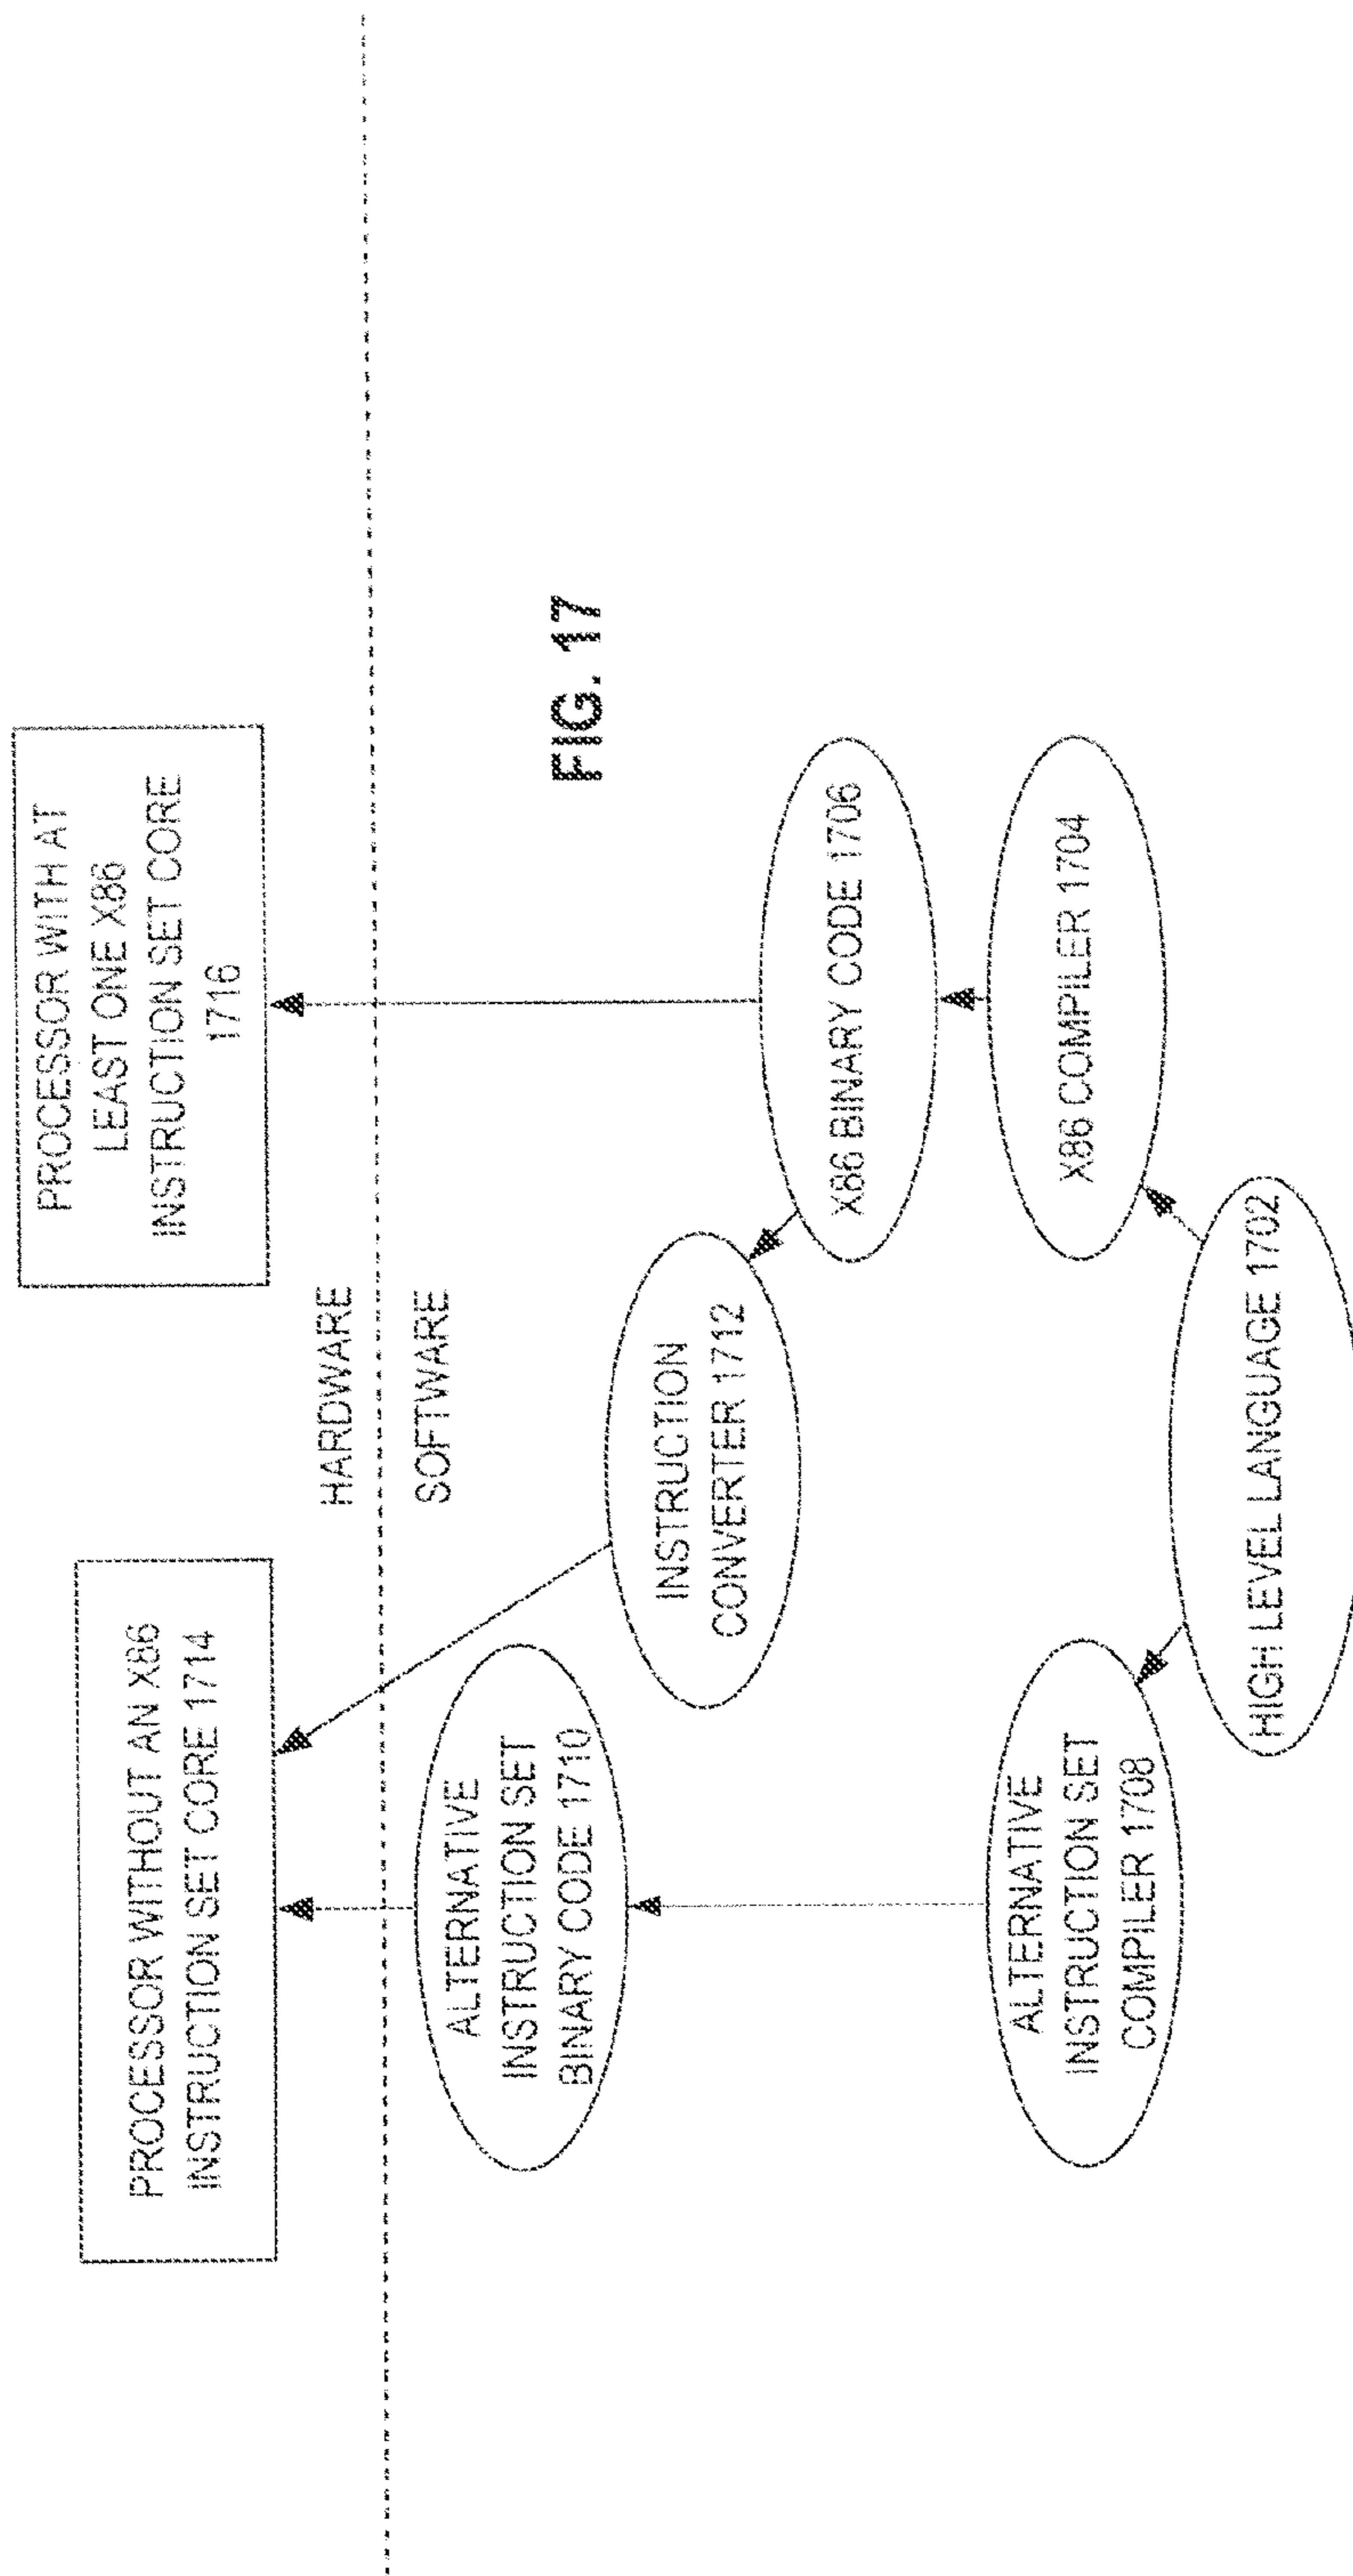 PROCESSOR WITHOUT AN X86
INSTRUCTION SET CORE 1714
PROCESSOR WITH AT
LEAST ONE X86
INSTRUCTION SET CORE
1716
HARDWARE
SOFTWARE
ALTERNATIVE
INSTRUCTION SET
BINARY CODE 1710
INSTRUCTION
CONVERTER 1712
FIG. 17
X86 BINARY CODE 1706
ALTERNATIVE
INSTRUCTION SET
COMPILER 1708
X86 COMPILER 1704
HIGH LEVEL LANGUAGE 1702